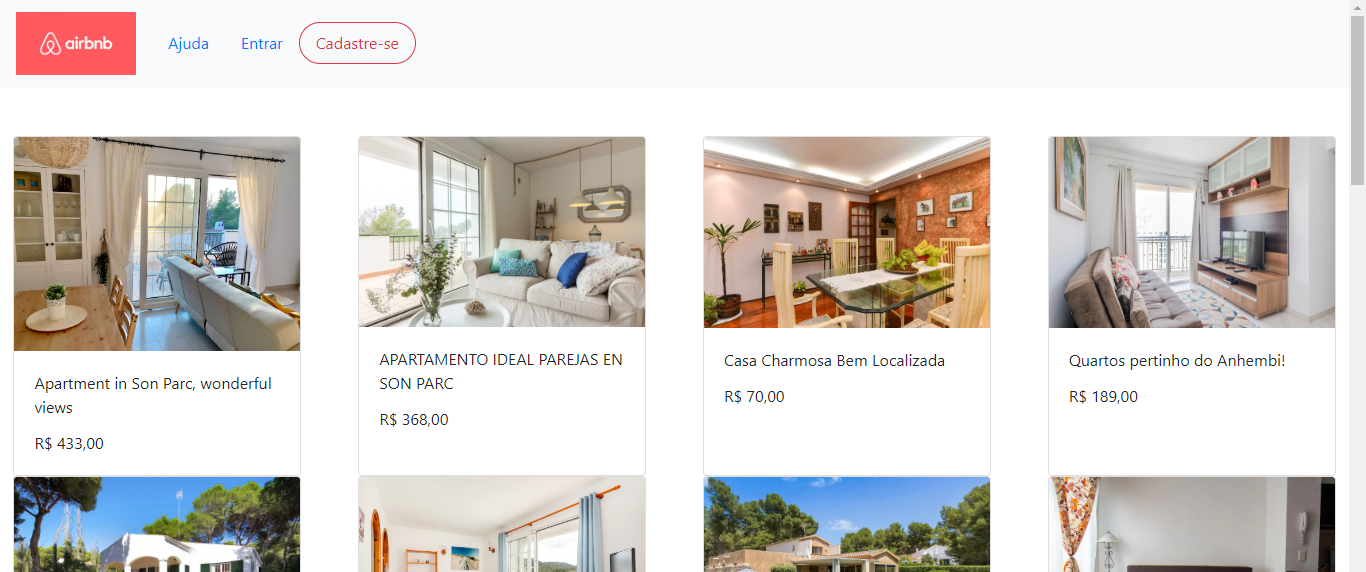 airbnb
Ajuda
Entrar
Cadastre-se
Apartment in Son Parc, wonderful
views
R$ 433,00
APARTAMENTO IDEAL PAREJAS EN
SON PARC
R$ 368,00
Casa Charmosa Bem Localizada
R$ 70,00
Quartos pertinho do Anhembi!
R$ 189,00